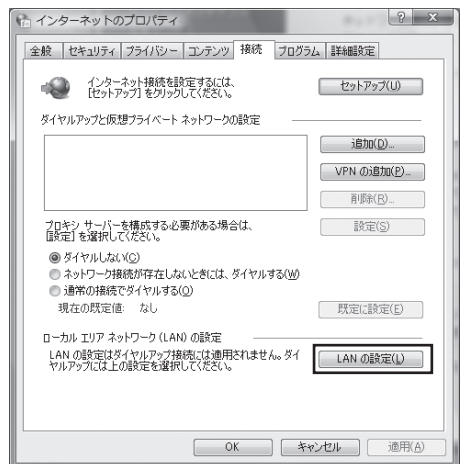 インターネットのプロパティ
全般 セキュリティ プライバシー コンテンツ 接続 プログラム 詳細設定
インターネット接続を設定するには、
[セットアップ] をクリックしてください。
セットアップ(U)
ダイヤルアップと仮想プライベート ネットワークの設定
追加(D)...
VPN の追加(P)...
削除(R)...
プロキシ サーバーを構成する必要がある場合は、
[設定] を選択してください。
設定(S)
ダイヤルしない(C)
ネットワーク接続が存在しないときには、ダイヤルする(W)
通常の接続でダイヤルする(O)
現在の既定値: なし
既定に設定(E)
ローカル エリア ネットワーク (LAN) の設定
LAN の設定はダイヤルアップ接続には適用されません。ダイ
ヤルアップには上の設定を選択してください。
LAN の設定(L)
OK キャンセル 適用(A)